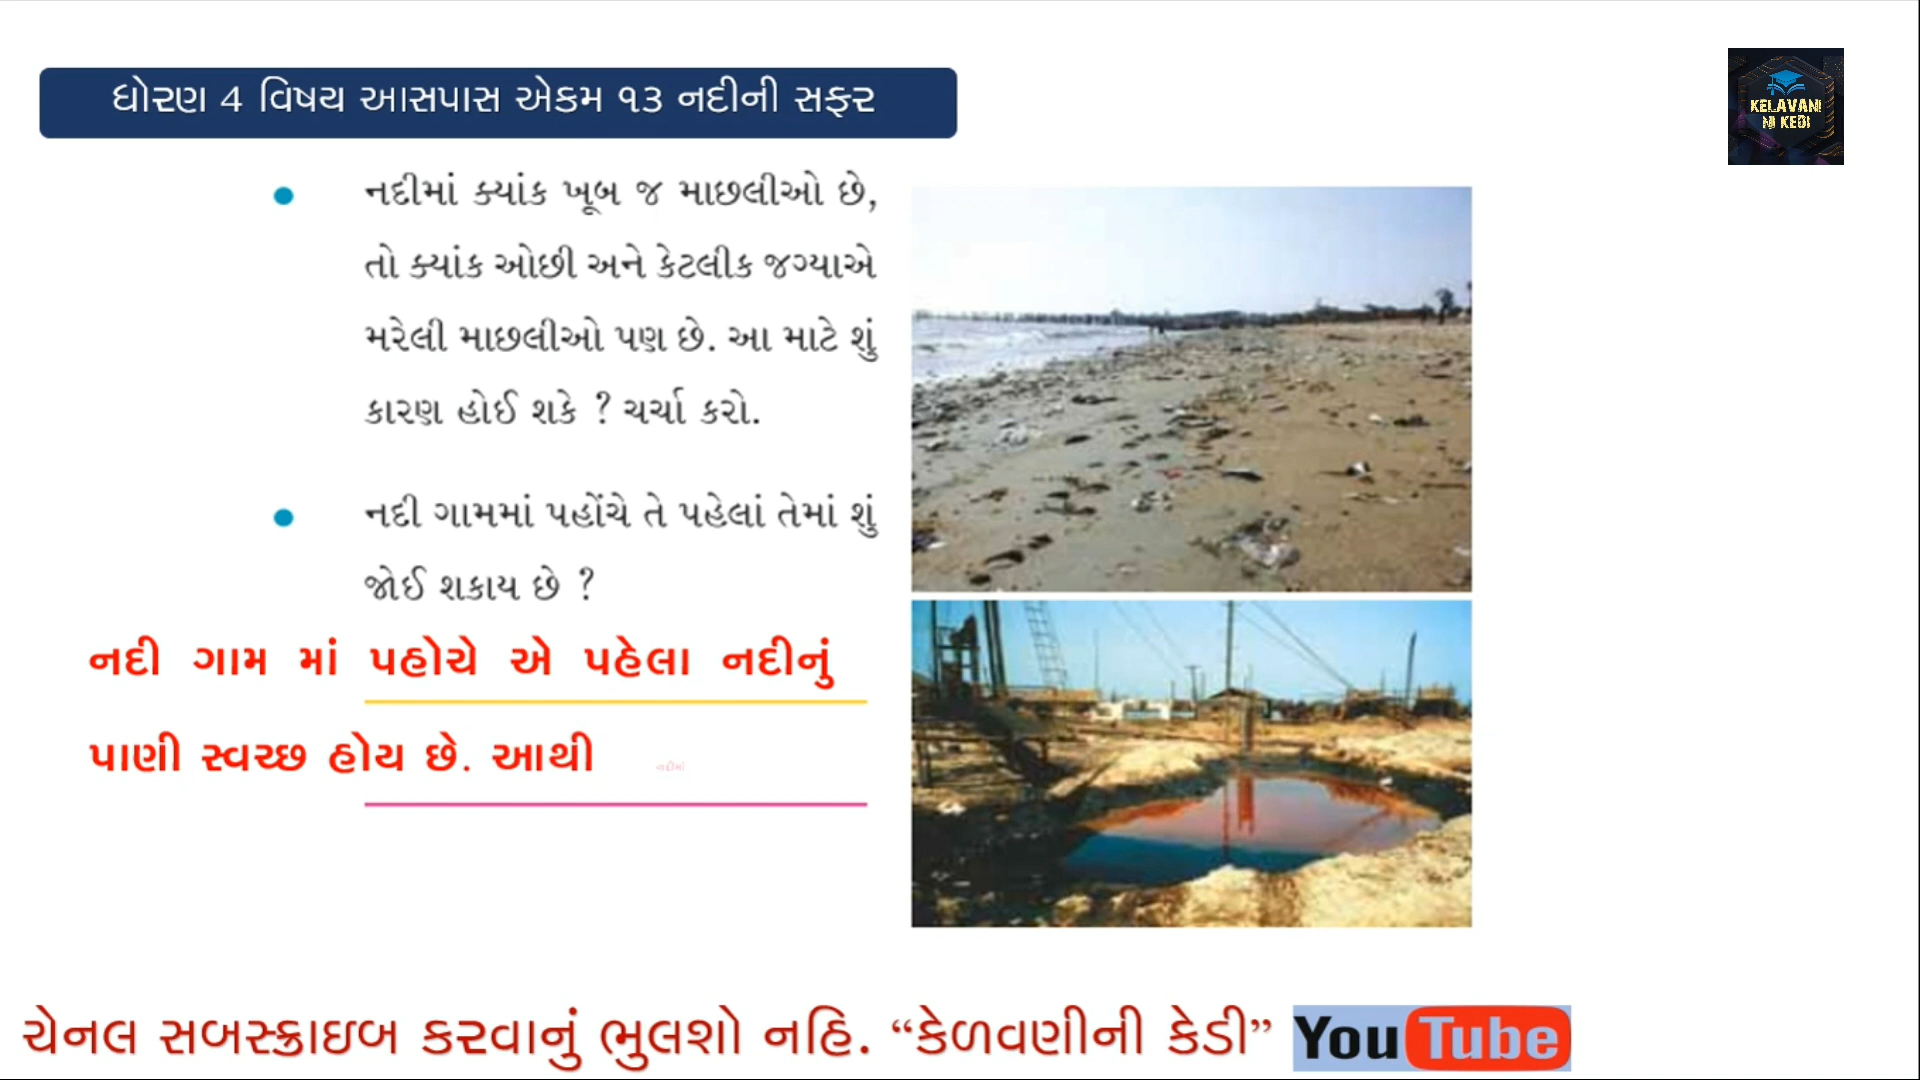 ધોરણ 4 વિષય આસપાસ એકમ ૧૩ નદીની સફર
KELAVANI
NI KEDI
નદીમાં ક્યાંક ખૂબ જ માછલીઓ છે,
તો ક્યાંક ઓછી અને કેટલીક જગ્યાએ
મરેલી માછલીઓ પણ છે. આ માટે શું
કારણ હોઈ શકે ? ચર્ચા કરો.
નદી ગામમાં પહોંચે તે પહેલાં તેમાં શું
જોઈ શકાય છે ?
નદી ગામ માં પહોચે એ પહેલા નદીનું
પાણી સ્વચ્છ હોય છે. આથી નદીમાં
ચેનલ સબસ્ક્રાઇબ કરવાનું ભુલશો નહિ. “કેળવણીની કેડી” YouTube